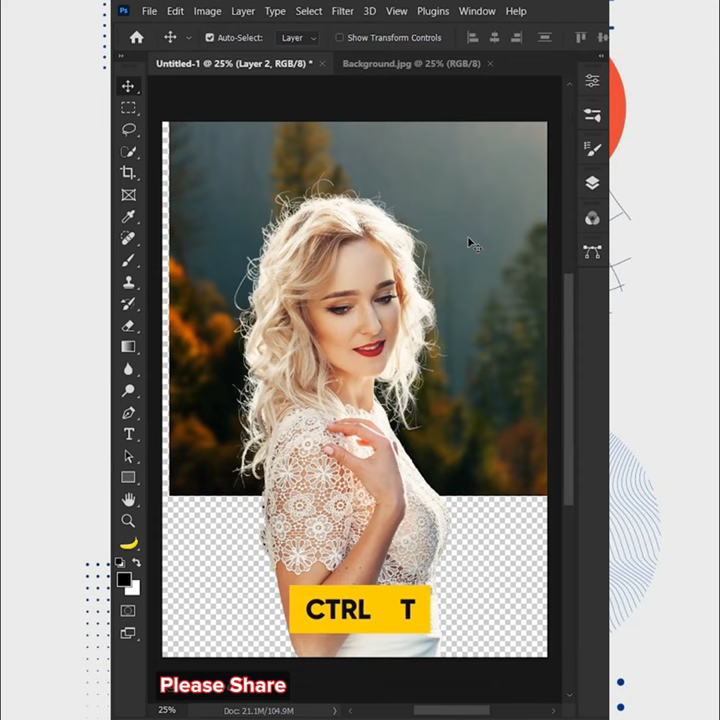 Ps File Edit Image Layer Type Select Filter 3D View Plugins Window Help
Auto-Select: Layer Show Transform Controls
Untitled-1 @ 25% (Layer 2, RGB/8) * × Background.jpg @ 25% (RGB/8) ×
CTRL T
Please Share
25% Doc: 21.1M/104.9M